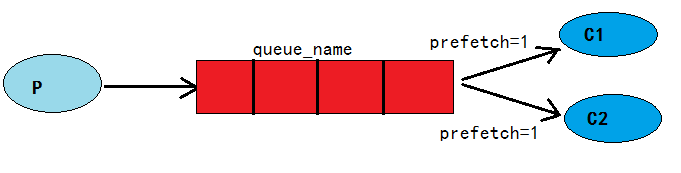 queue_name
prefetch=1
C1
P
C2
prefetch=1